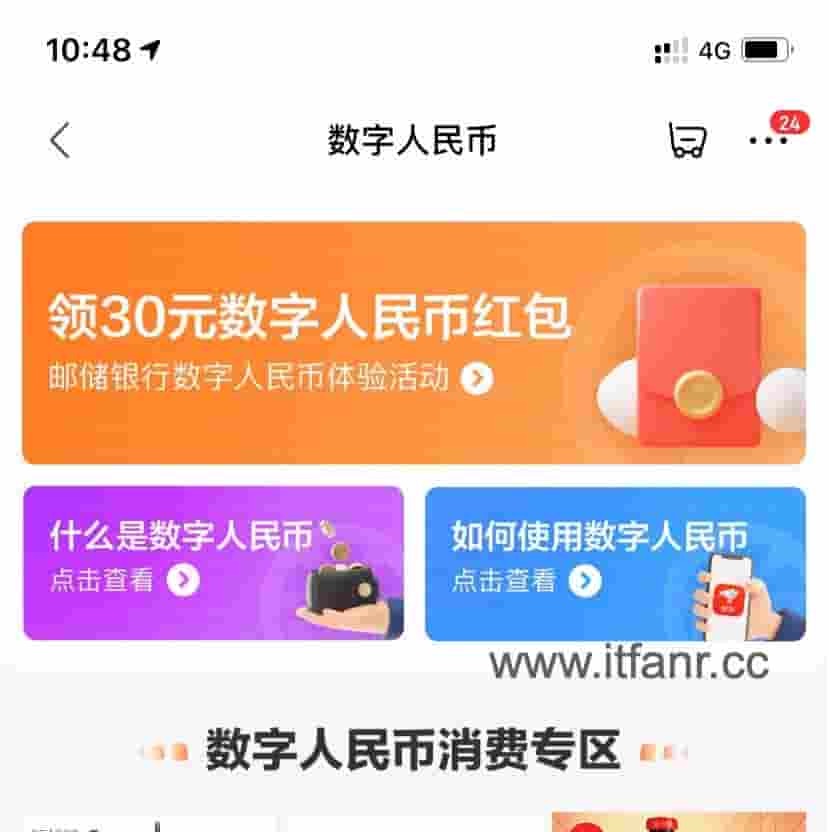 10:48
4G
数字人民币
24
领30元数字人民币红包
邮储银行数字人民币体验活动
什么是数字人民币
点击查看
如何使用数字人民币
点击查看
www.itfanr.cc
数字人民币消费专区